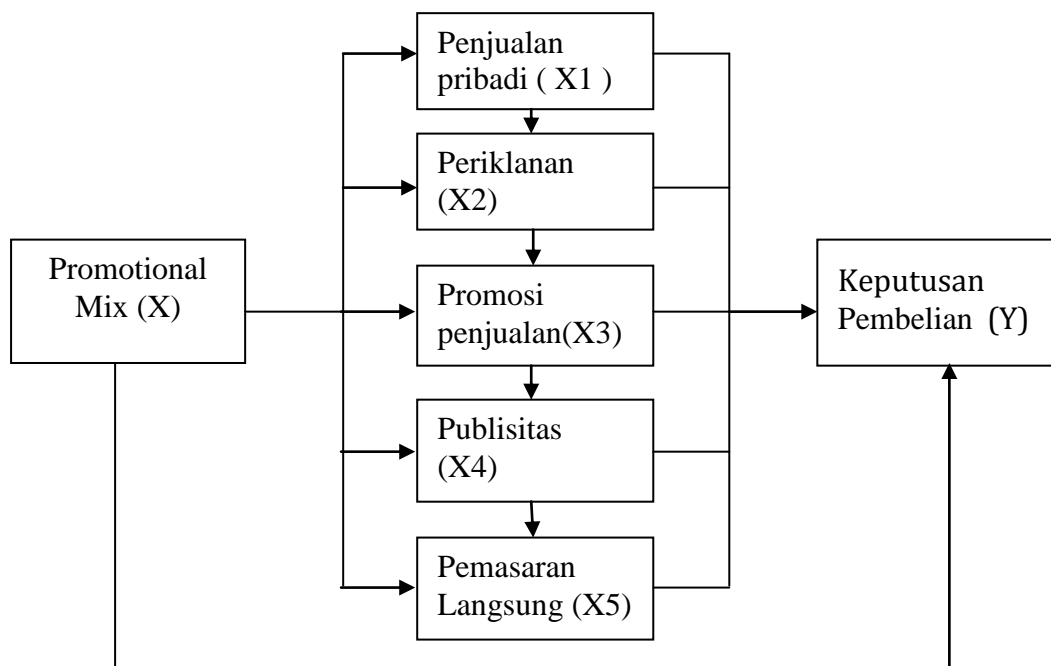 Penjualan
pribadi ( X1 )
Periklanan
(X2)
Promotional
Mix (X)
Promosi
penjualan(X3)
Keputusan
Pembelian (Y)
Publisitas
(X4)
Pemasaran
Langsung (X5)